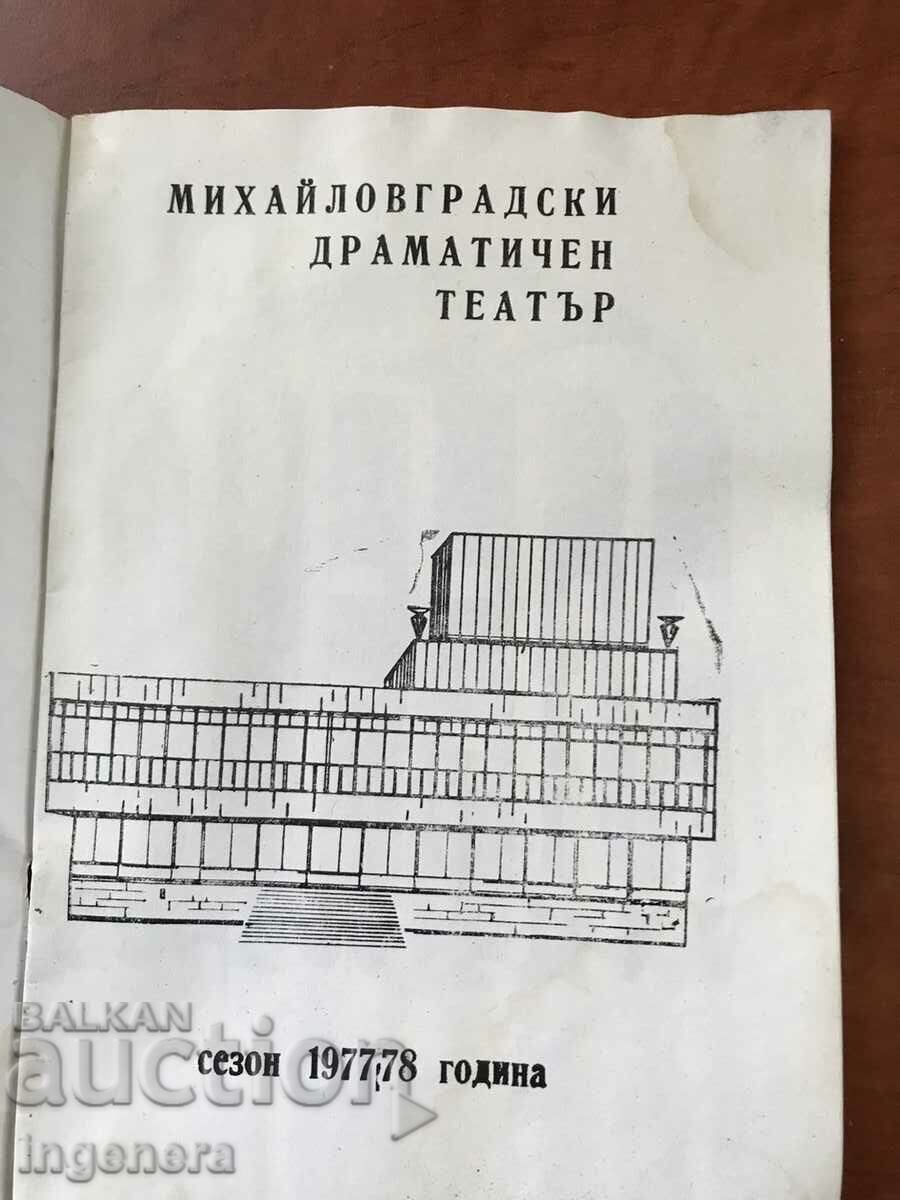 МИХАЙЛОВГРАДСКИ
ДРАМАТИЧЕН
ТЕАТЪР
сезон 1977/78 година
BALKAN
auction
ingenera